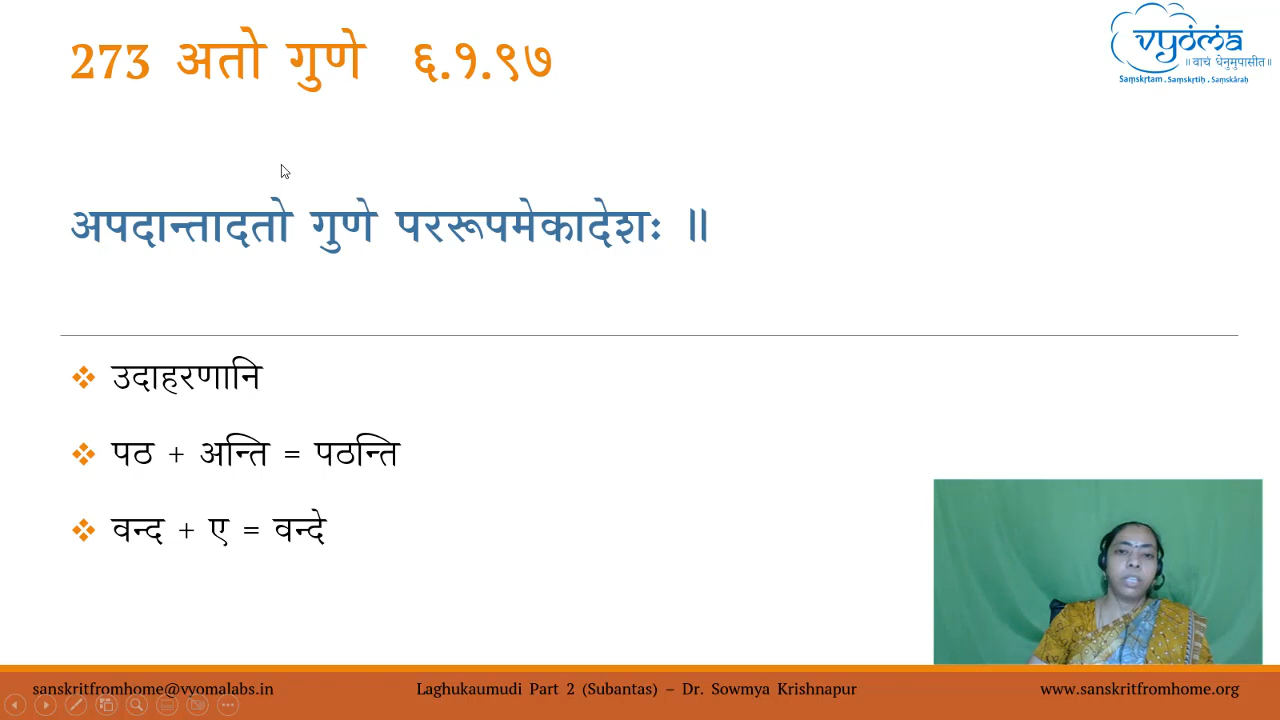 273 अतो गुणे ६.१.९७
vyoma
॥ वाचं धेनुमुपासीत॥
Saṃskṛtam . Saṃskṛtiḥ . Saṃskārāḥ
अपदान्तादतो गुणे पररूपमेकादेशः ॥
उदाहरणानि
पठ + अन्ति = पठन्ति
वन्द + ए = वन्दे
sanskritfromhome@vyomalabs.in
Laghukaumudi Part 2 (Subantas) – Dr. Sowmya Krishnapur
www.sanskritfromhome.org